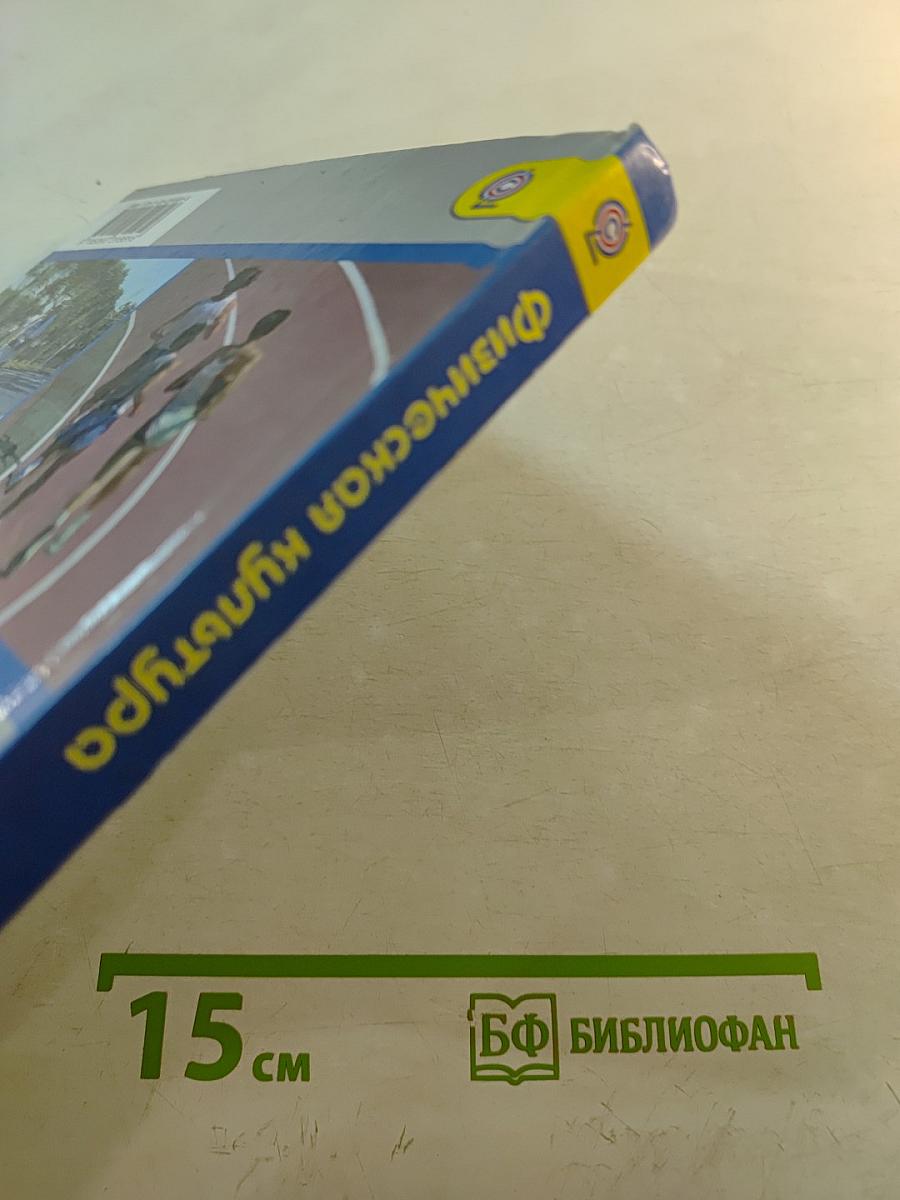 Физическая культура
15 см
БФ БИБЛИОФАН